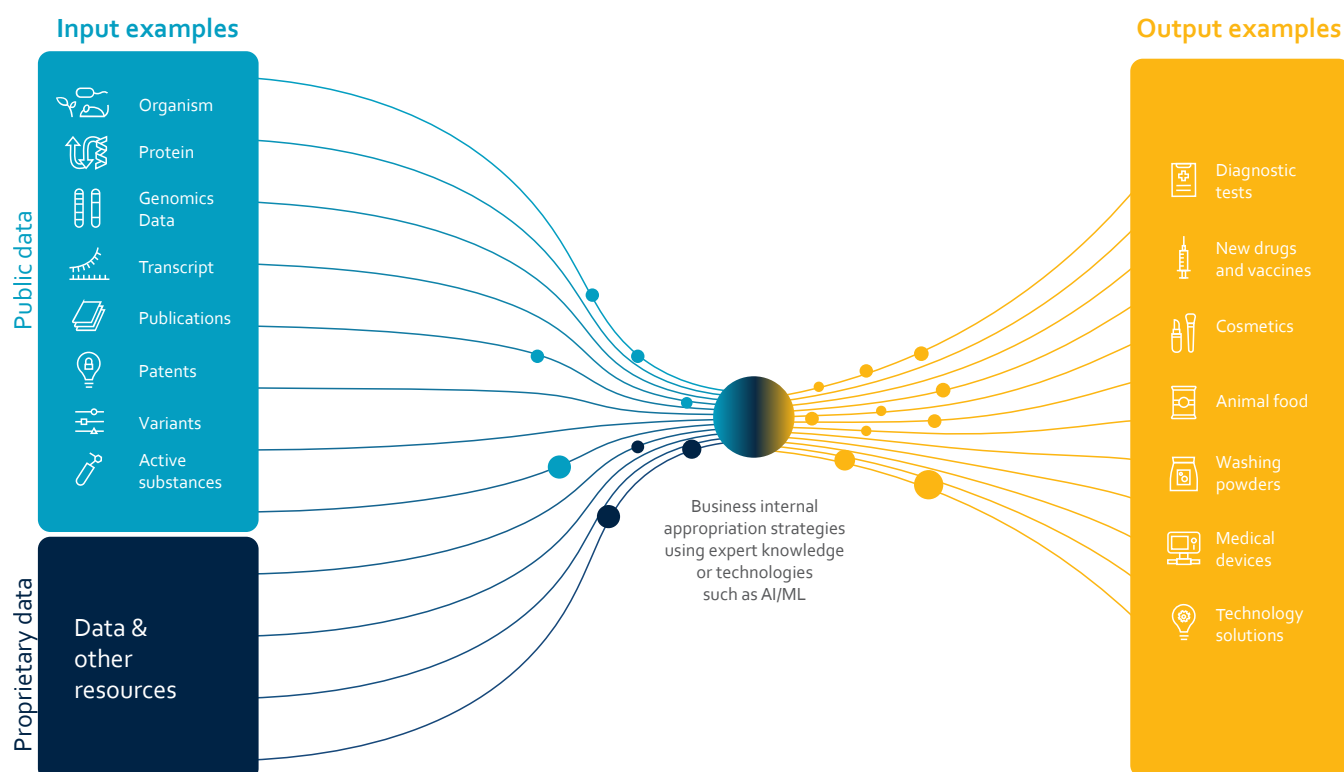 Input examples
Output examples
Public data
Organism
Protein
Genomics
Data
Transcript
Publications
Patents
Variants
Active
substances
Proprietary data
Data &
other
resources
Business internal
appropriation strategies
using expert knowledge
or technologies
such as AI/ML
Diagnostic
tests
New drugs
and vaccines
Cosmetics
Animal food
Washing
powders
Medical
devices
Technology
solutions